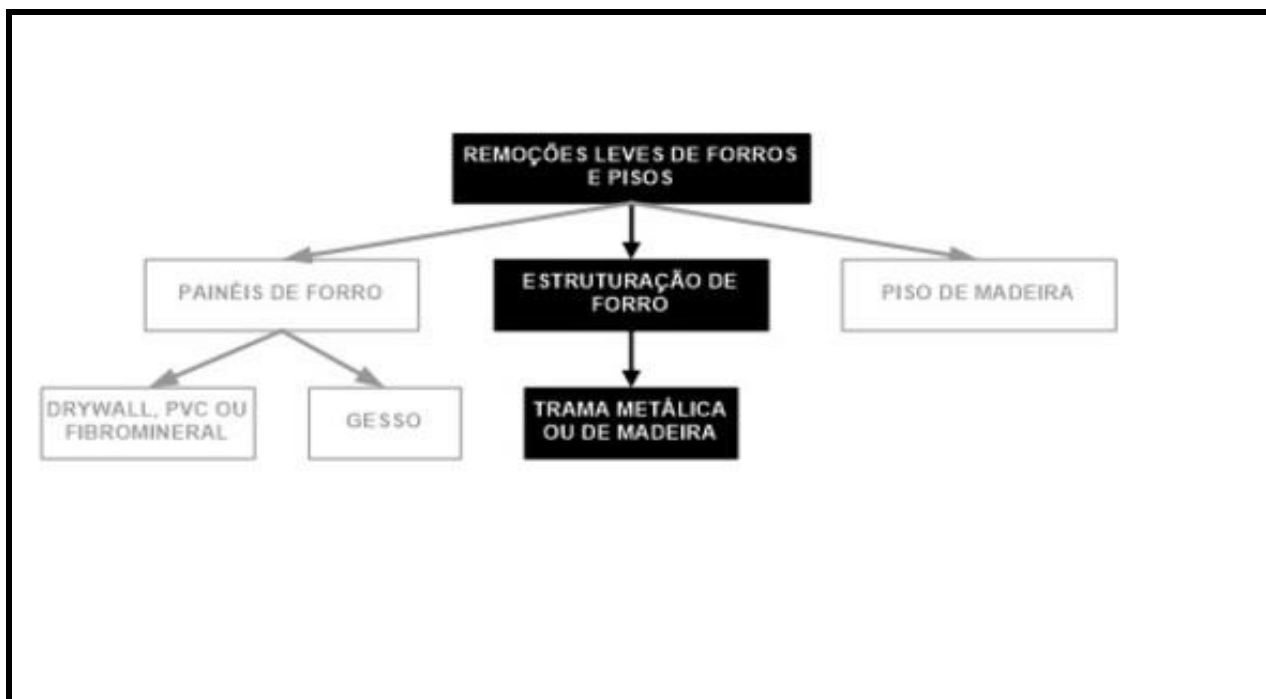 REMOÇÕES LEVES DE FORROS
E PISOS
PAINÉIS DE FORRO
ESTRUTURAÇÃO DE
FORRO
PISO DE MADEIRA
DRYWALL, PVC OU
FIBROMINERAL
GESSO
TRAMA METÁLICA
OU DE MADEIRA